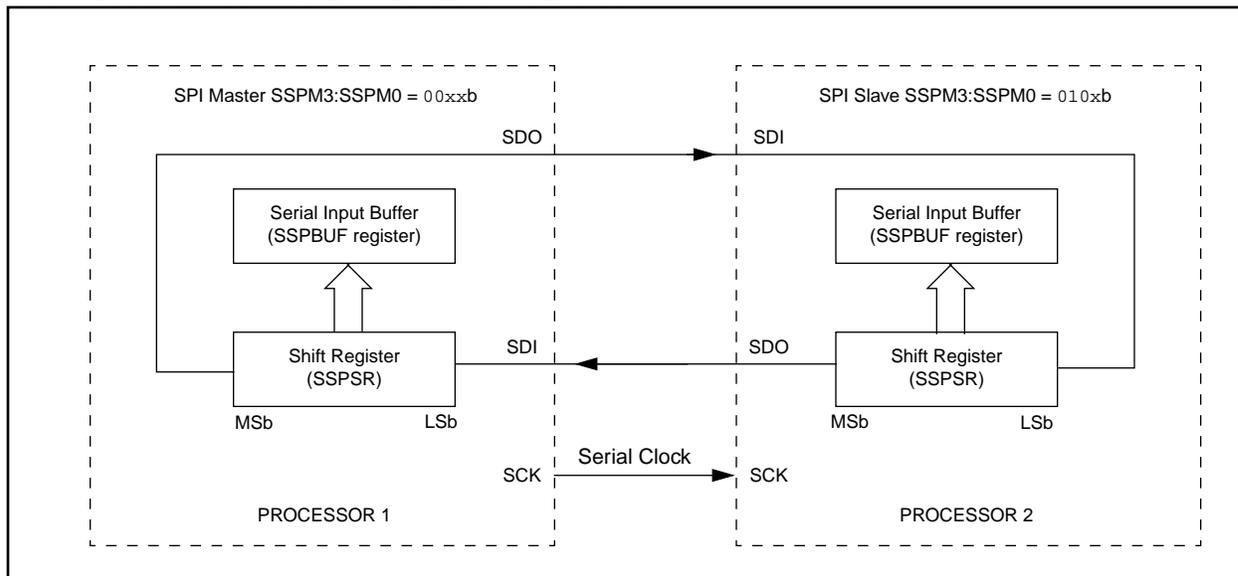 SPI Master SSPM3:SSPM0 = 00xxb
SPI Slave SSPM3:SSPM0 = 010xb
SDO
SDI
Serial Input Buffer
(SSPBUF register)
Serial Input Buffer
(SSPBUF register)
Shift Register
(SSPSR)
SDI
SDO
Shift Register
(SSPSR)
MSb
LSb
MSb
LSb
SCK
Serial Clock
SCK
PROCESSOR 1
PROCESSOR 2